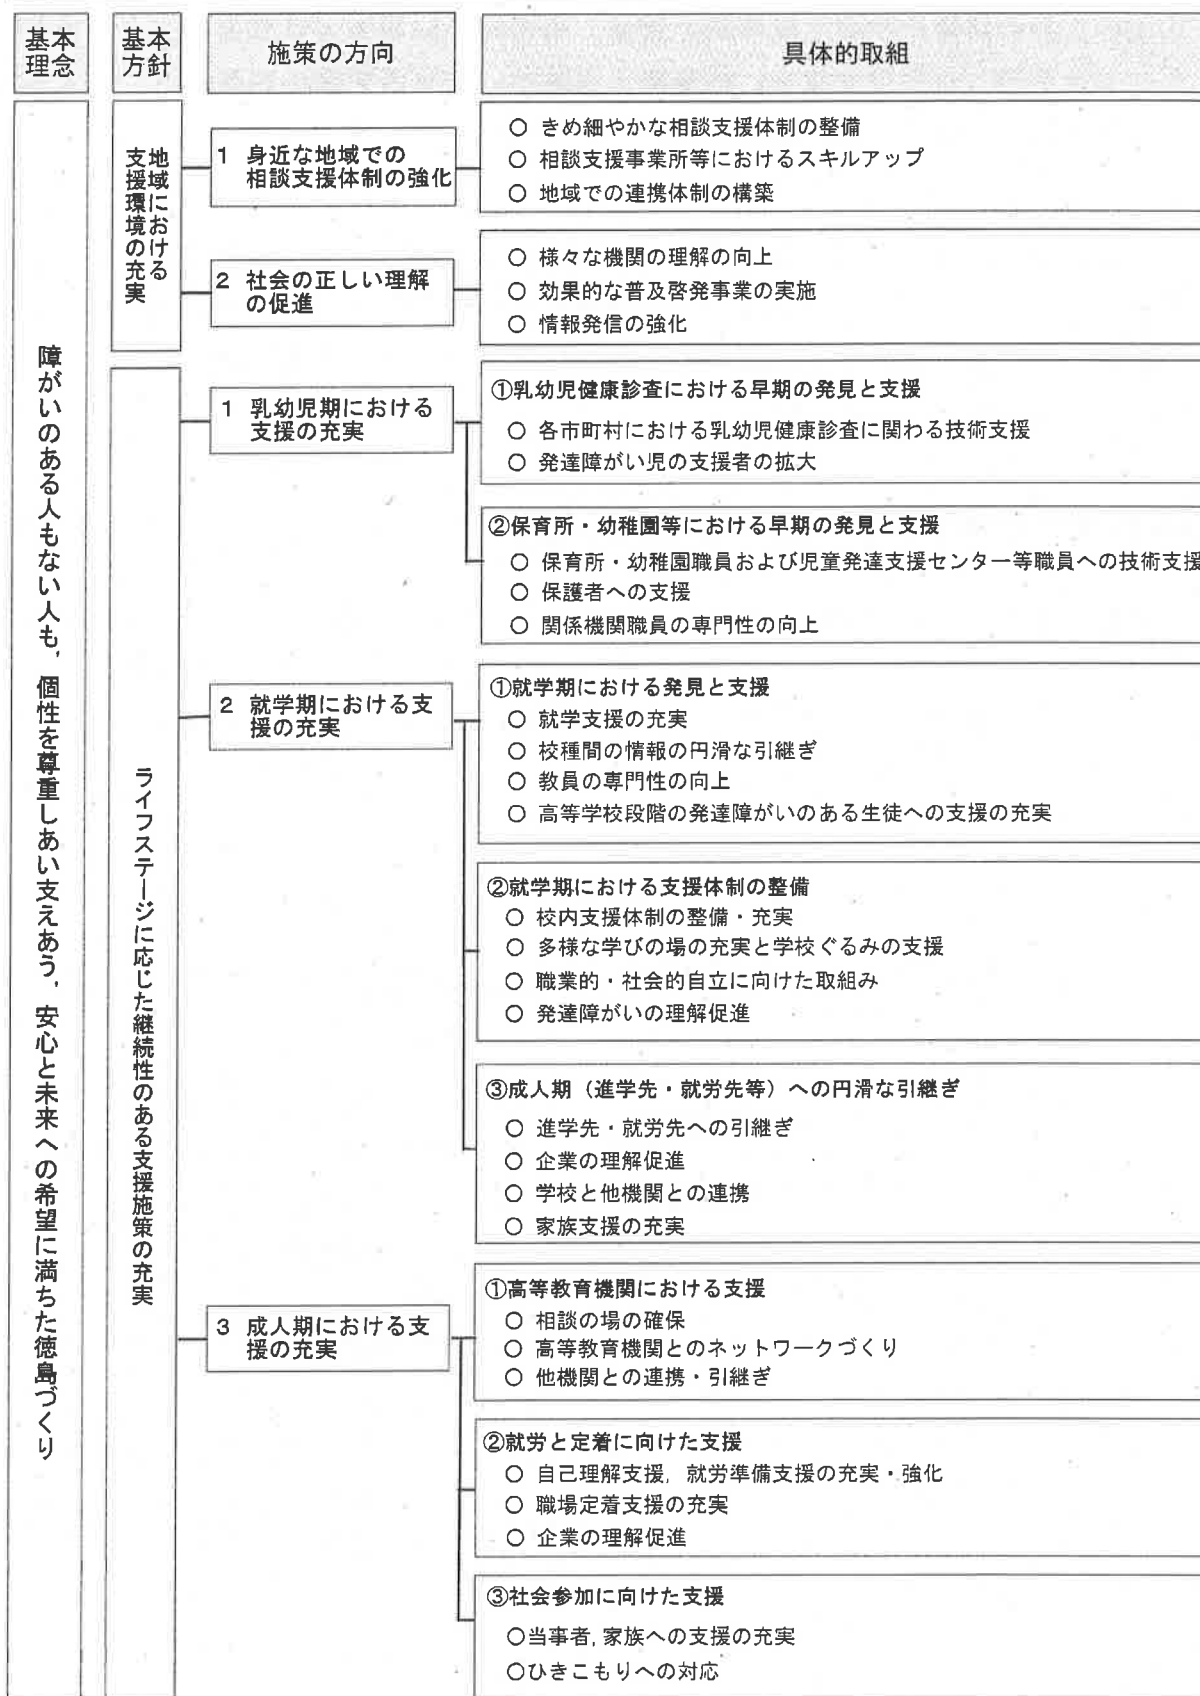 基本
理念
基本
方針
施策の方向
具体的取組
障がいのある人もない人も，個性を尊重しあい支えあう，安心と未来への希望に満ちた徳島づくり
地域における
支援環境の充実
1 身近な地域での
相談支援体制の強化
○ きめ細やかな相談支援体制の整備
○ 相談支援事業所等におけるスキルアップ
○ 地域での連携体制の構築
2 社会の正しい理解
の促進
○ 様々な機関の理解の向上
○ 効果的な普及啓発事業の実施
○ 情報発信の強化
ライフステージに応じた継続性のある支援施策の充実
1 乳幼児期における
支援の充実
①乳幼児健康診査における早期の発見と支援
○ 各市町村における乳幼児健康診査に関わる技術支援
○ 発達障がい児の支援者の拡大
②保育所・幼稚園等における早期の発見と支援
○ 保育所・幼稚園職員および児童発達支援センター等職員への技術支援
○ 保護者への支援
○ 関係機関職員の専門性の向上
2 就学期における支
援の充実
①就学期における発見と支援
○ 就学支援の充実
○ 校種間の情報の円滑な引継ぎ
○ 教員の専門性の向上
○ 高等学校段階の発達障がいのある生徒への支援の充実
②就学期における支援体制の整備
○ 校内支援体制の整備・充実
○ 多様な学びの場の充実と学校ぐるみの支援
○ 職業的・社会的自立に向けた取組み
○ 発達障がいの理解促進
③成人期（進学先・就労先等）への円滑な引継ぎ
○ 進学先・就労先への引継ぎ
○ 企業の理解促進
○ 学校と他機関との連携
○ 家族支援の充実
3 成人期における支
援の充実
①高等教育機関における支援
○ 相談の場の確保
○ 高等教育機関とのネットワークづくり
○ 他機関との連携・引継ぎ
②就労と定着に向けた支援
○ 自己理解支援，就労準備支援の充実・強化
○ 職場定着支援の充実
○ 企業の理解促進
③社会参加に向けた支援
○当事者，家族への支援の充実
○ひきこもりへの対応